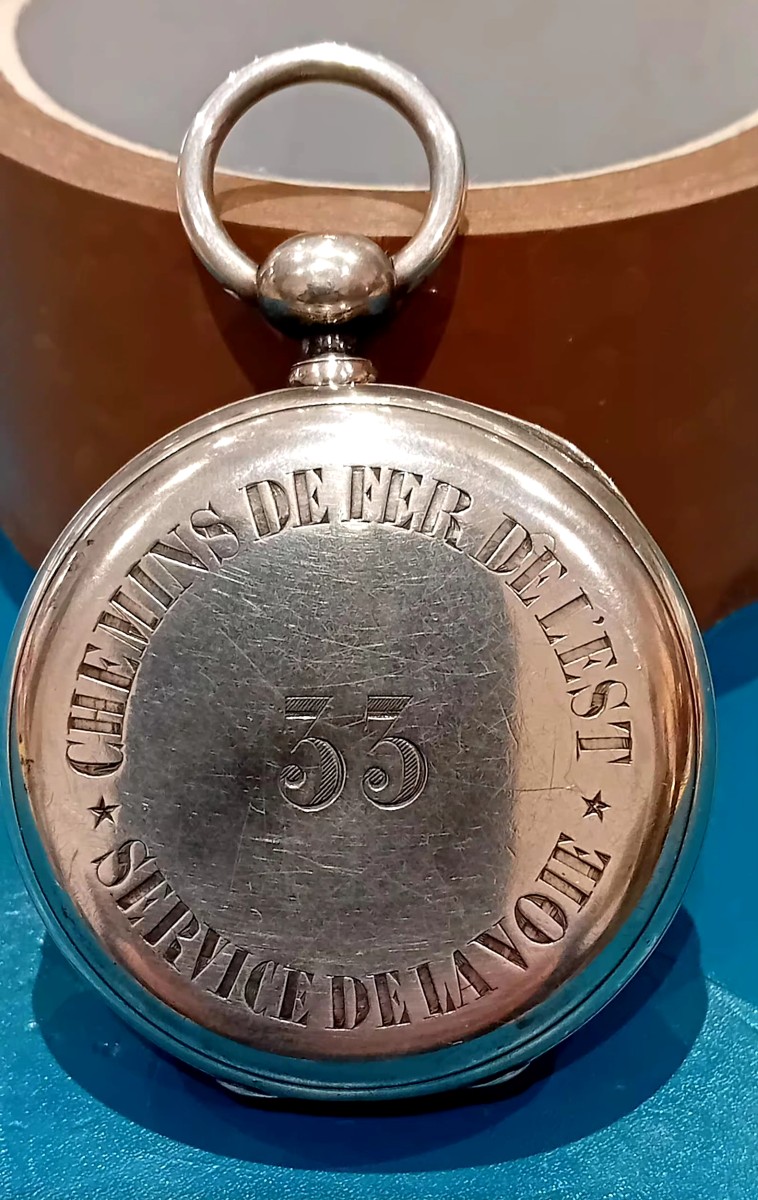 CHEMINS DE FER DE L'EST
33
★ SERVICE DE LA VOIE ★